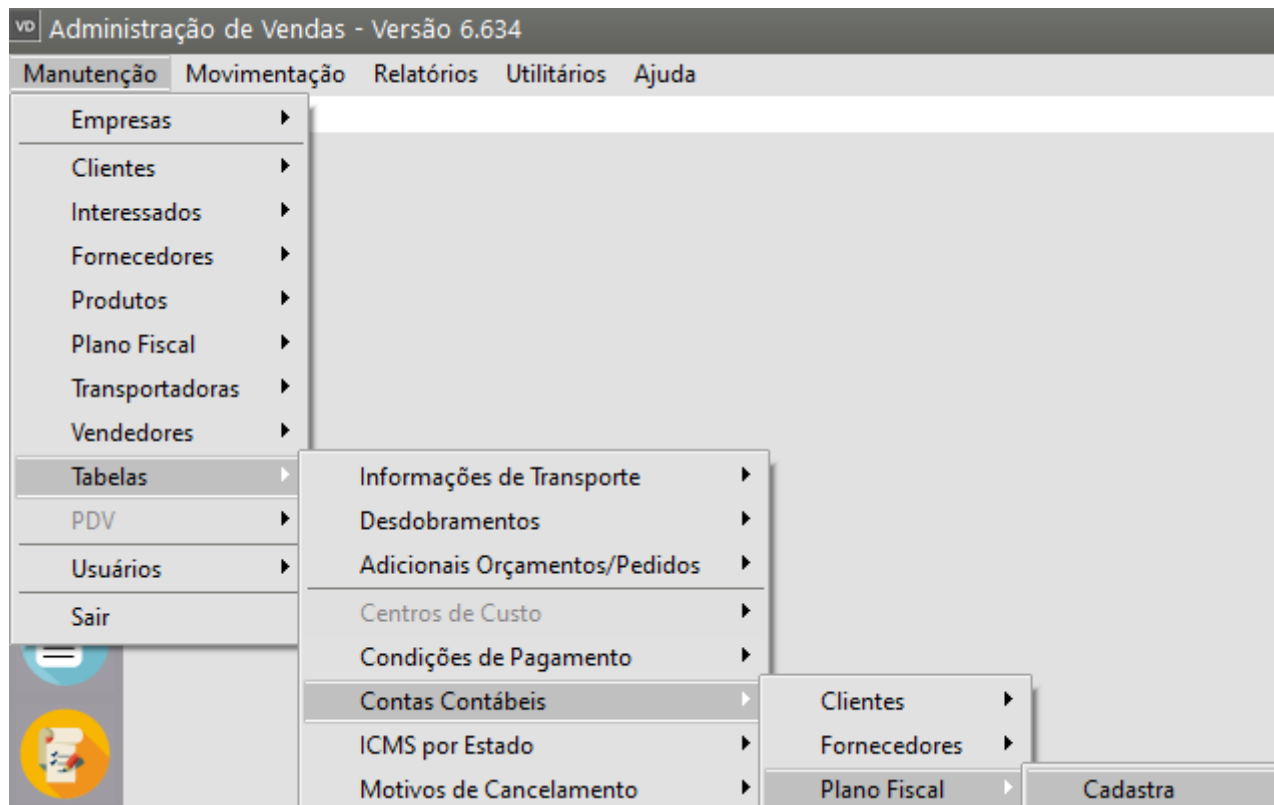 VD Administração de Vendas - Versão 6.634
Manutenção Movimentação Relatórios Utilitários Ajuda
Empresas
Clientes
Interessados
Fornecedores
Produtos
Plano Fiscal
Transportadoras
Vendedores
Tabelas
PDV
Usuários
Sair
Informações de Transporte
Desdobramentos
Adicionais Orçamentos/Pedidos
Centros de Custo
Condições de Pagamento
Contas Contábeis
ICMS por Estado
Motivos de Cancelamento
Clientes
Fornecedores
Plano Fiscal
Cadastra